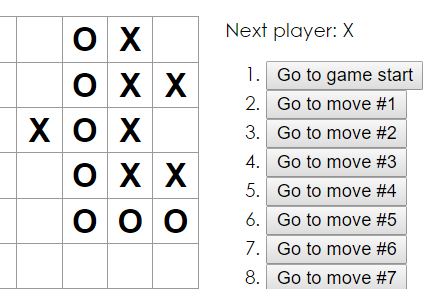 O X
O X X
X O X
O X X
O O O
Next player: X
1. Go to game start
2. Go to move #1
3. Go to move #2
4. Go to move #3
5. Go to move #4
6. Go to move #5
7. Go to move #6
8. Go to move #7